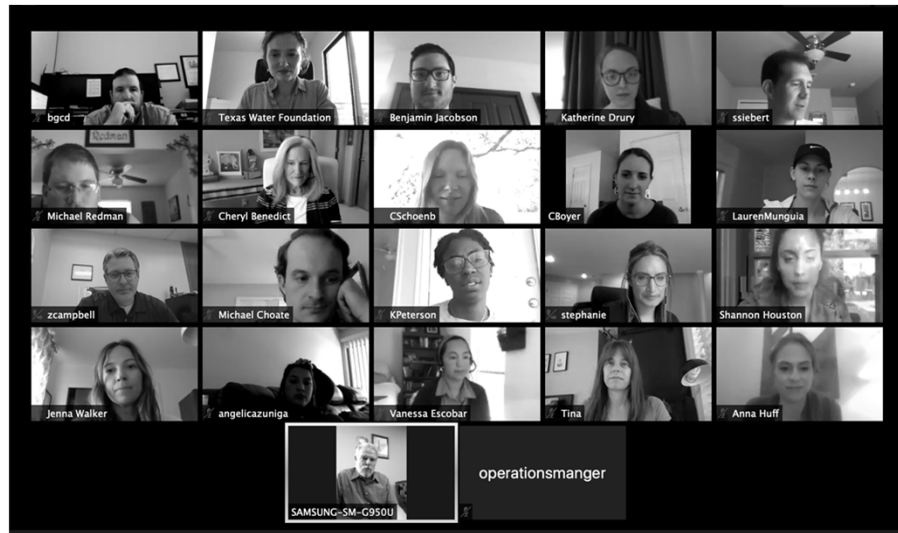 bgcd
Texas Water Foundation
Benjamin Jacobson
Katherine Drury
ssiebert
Redman
Michael Redman
Cheryl Benedict
CSchoenb
CBoyer
LaurenMunguia
zcampbell
Michael Choate
KPeterson
stephanie
Shannon Houston
Jenna Walker
angelicazuniga
Vanessa Escobar
Tina
Anna Huff
SAMSUNG-SM-G950U
operationsmanger